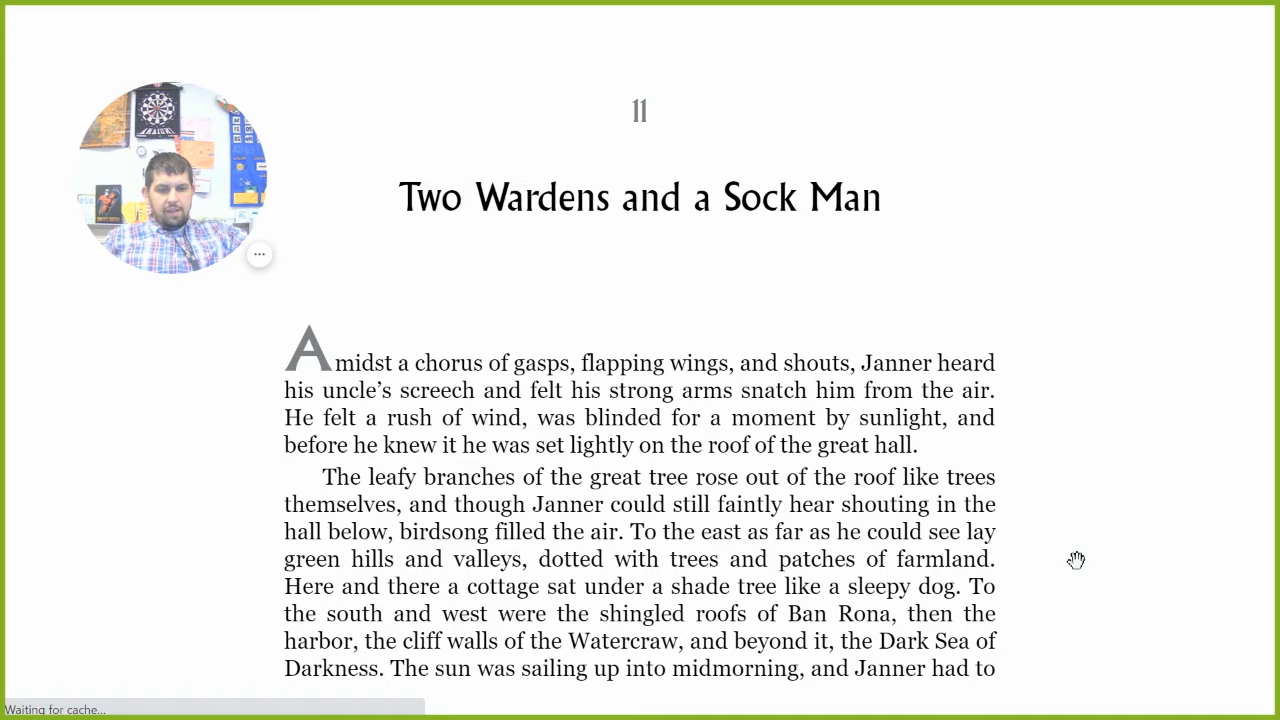 11
Two Wardens and a Sock Man
Amidst a chorus of gasps, flapping wings, and shouts, Janner heard
his uncle’s screech and felt his strong arms snatch him from the air.
He felt a rush of wind, was blinded for a moment by sunlight, and
before he knew it he was set lightly on the roof of the great hall.
The leafy branches of the great tree rose out of the roof like trees
themselves, and though Janner could still faintly hear shouting in the
hall below, birdsong filled the air. To the east as far as he could see lay
green hills and valleys, dotted with trees and patches of farmland.
Here and there a cottage sat under a shade tree like a sleepy dog. To
the south and west were the shingled roofs of Ban Rona, then the
harbor, the cliff walls of the Watercraw, and beyond it, the Dark Sea of
Darkness. The sun was sailing up into midmorning, and Janner had to
Waiting for cache...